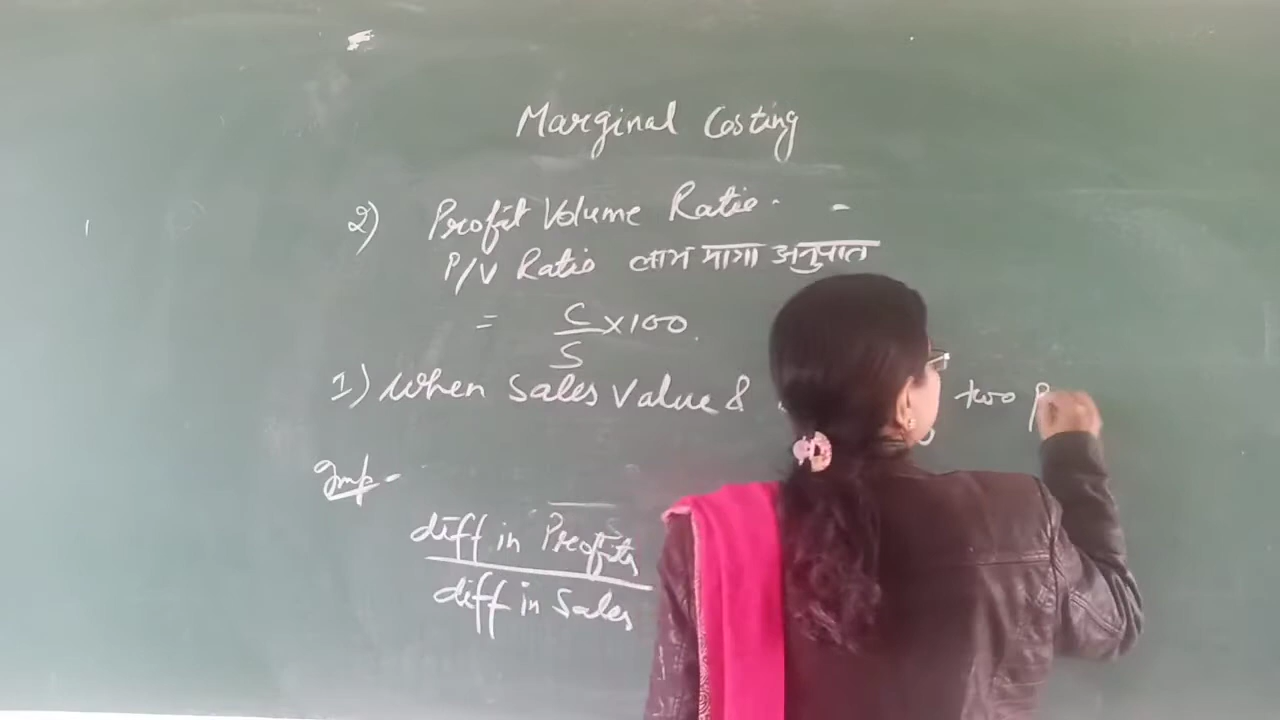 Marginal Costing
2) Profit Volume Ratio. -
P/V Ratio लाभ मात्रा अनुपात
= C/S ×100.
1) When Sales Value & two
Imp -
diff in Profits
diff in Sales